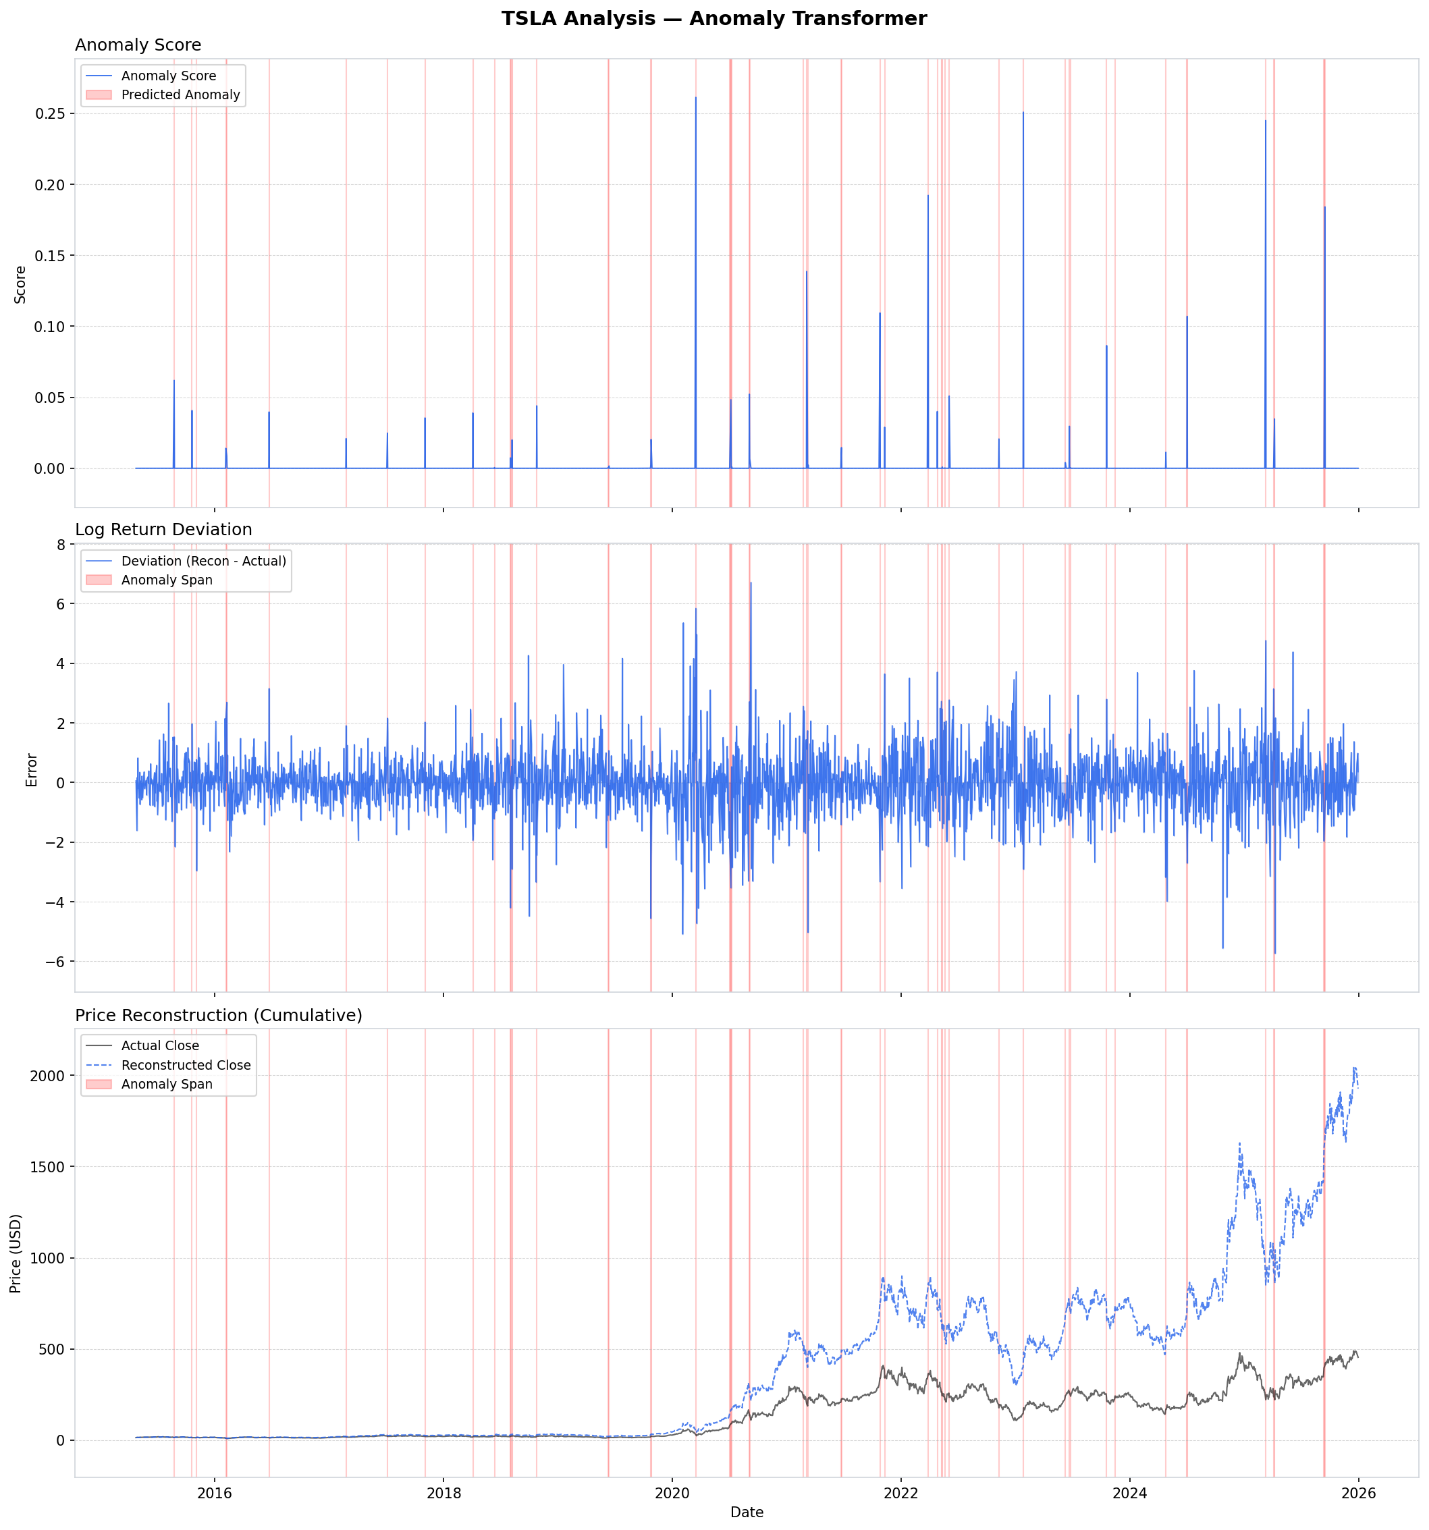 TSLA Analysis — Anomaly Transformer
Anomaly Score
Anomaly Score
Predicted Anomaly
0.25
0.20
0.15
0.10
0.05
0.00
Score
Log Return Deviation
Deviation (Recon - Actual)
Anomaly Span
8
6
4
2
0
−2
−4
−6
Error
Price Reconstruction (Cumulative)
Actual Close
Reconstructed Close
Anomaly Span
2000
1500
1000
500
0
Price (USD)
2016
2018
2020
2022
2024
2026
Date